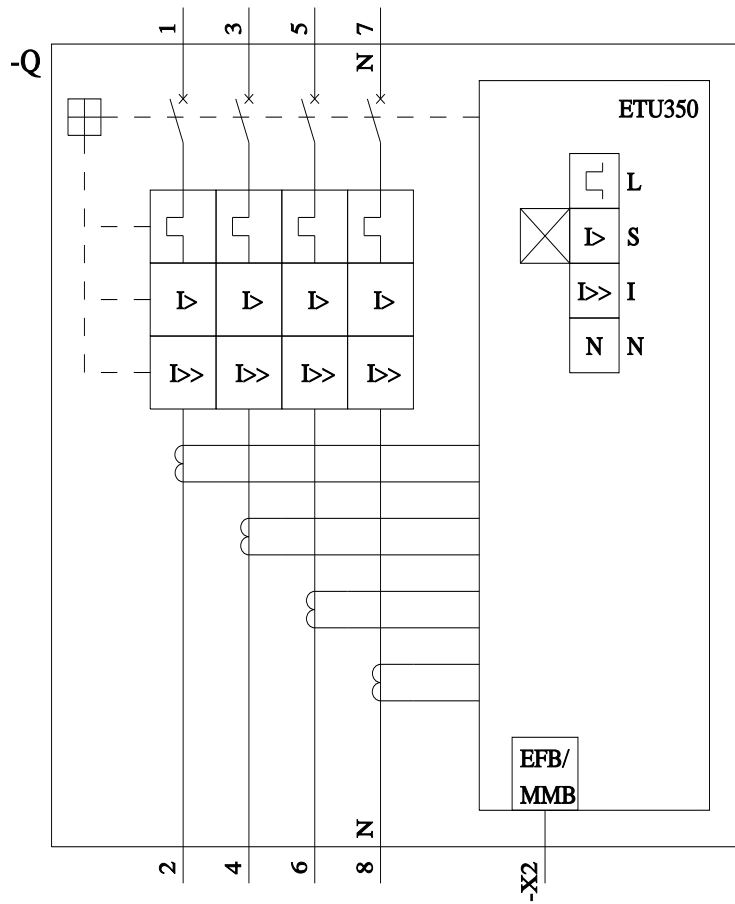 1 3 5 7
-Q
N
ETU350
L
I> S
I> I> I> I> I>> I
N N
I>> I>> I>> I>>
EFB/
MMB
N
2 4 6 8 -X2